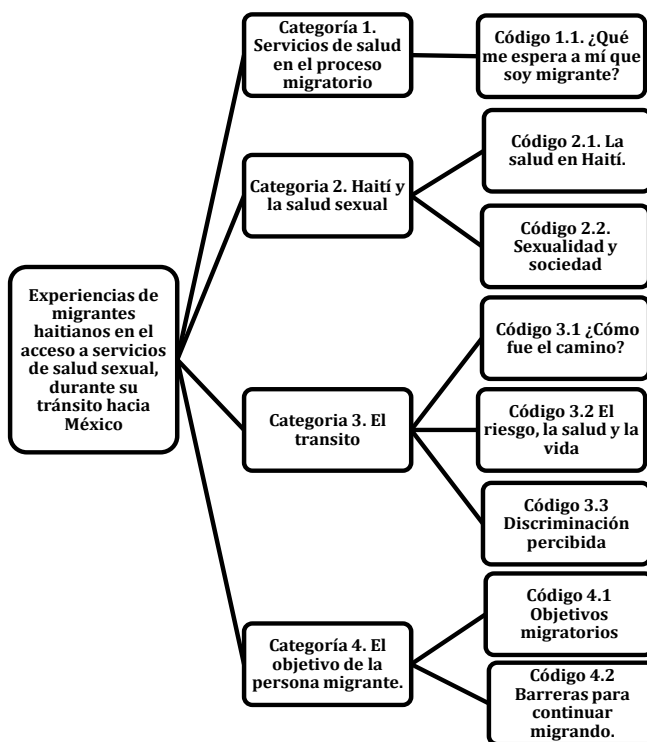 Categoría 1.
Servicios de salud
en el proceso
migratorio
Código 1.1. ¿Qué
me espera a mí que
soy migrante?
Categoria 2. Haití y
la salud sexual
Código 2.1. La
salud en Haití.
Código 2.2.
Sexualidad y
sociedad
Experiencias de
migrantes
haitianos en el
acceso a servicios
de salud sexual,
durante su
tránsito hacia
México
Categoria 3. El
transito
Código 3.1 ¿Cómo
fue el camino?
Código 3.2 El
riesgo, la salud y la
vida
Código 3.3
Discriminación
percibida
Categoría 4. El
objetivo de la
persona migrante.
Código 4.1
Objetivos
migratorios
Código 4.2
Barreras para
continuar
migrando.